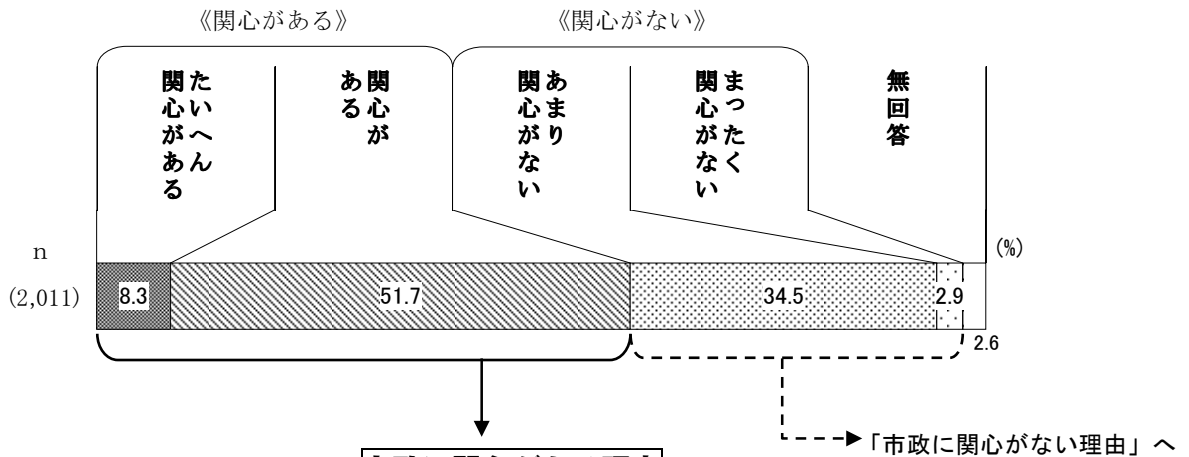 《関心がある》
《関心がない》
たいへん
関心がある
関心が
ある
あまり
関心がない
まったく
関心がない
無回答
(%)
n
(2,011)
8.3
51.7
34.5
2.9
2.6
「市政に関心がない理由」へ